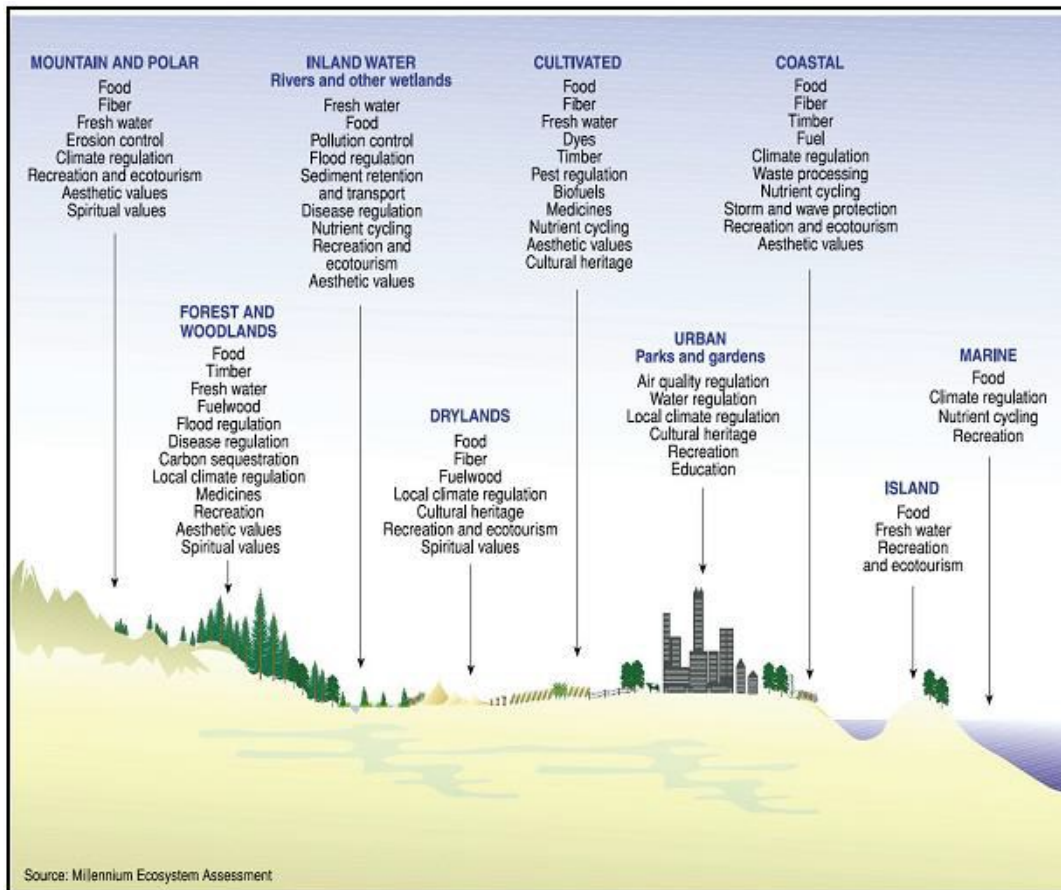 MOUNTAIN AND POLAR
Food
Fiber
Fresh water
Erosion control
Climate regulation
Recreation and ecotourism
Aesthetic values
Spiritual values
INLAND WATER
Rivers and other wetlands
Fresh water
Food
Pollution control
Flood regulation
Sediment retention
and transport
Disease regulation
Nutrient cycling
Recreation and
ecotourism
Aesthetic values
CULTIVATED
Food
Fiber
Fresh water
Dyes
Timber
Pest regulation
Biofuels
Medicines
Nutrient cycling
Aesthetic values
Cultural heritage
COASTAL
Food
Fiber
Timber
Fuel
Climate regulation
Waste processing
Nutrient cycling
Storm and wave protection
Recreation and ecotourism
Aesthetic values
FOREST AND
WOODLANDS
Food
Timber
Fresh water
Fuelwood
Flood regulation
Disease regulation
Carbon sequestration
Local climate regulation
Medicines
Recreation
Aesthetic values
Spiritual values
DRYLANDS
Food
Fiber
Fuelwood
Local climate regulation
Cultural heritage
Recreation and ecotourism
Spiritual values
URBAN
Parks and gardens
Air quality regulation
Water regulation
Local climate regulation
Cultural heritage
Recreation
Education
MARINE
Food
Climate regulation
Nutrient cycling
Recreation
ISLAND
Food
Fresh water
Recreation
and ecotourism
Source: Millennium Ecosystem Assessment